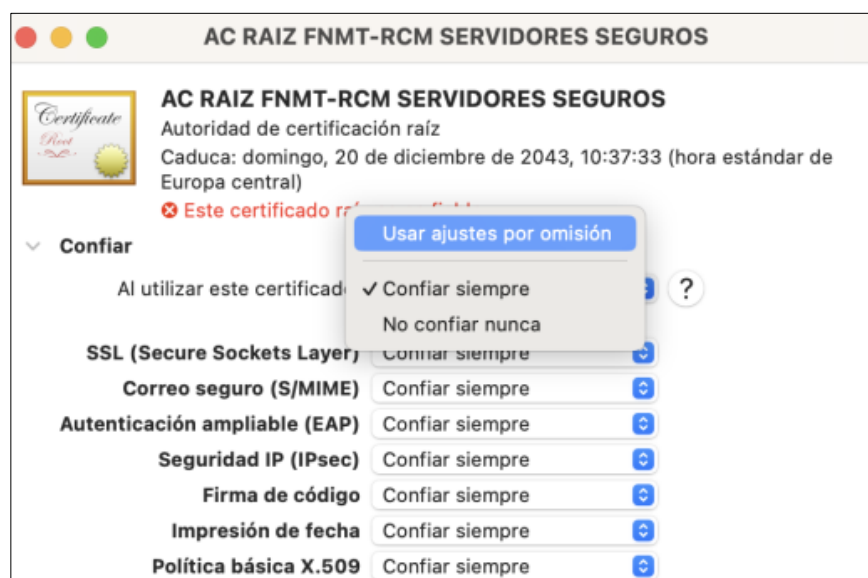 AC RAIZ FNMT-RCM SERVIDORES SEGUROS
Certificate
Root
AC RAIZ FNMT-RCM SERVIDORES SEGUROS
Autoridad de certificación raíz
Caduca: domingo, 20 de diciembre de 2043, 10:37:33 (hora estándar de
Europa central)
Este certificado
Usar ajustes por omisión
Confiar
Al utilizar este certificado
✓ Confiar siempre
?
No confiar nunca
SSL (Secure Sockets Layer) Confiar siempre
Correo seguro (S/MIME) Confiar siempre
Autenticación ampliable (EAP) Confiar siempre
Seguridad IP (IPsec) Confiar siempre
Firma de código Confiar siempre
Impresión de fecha Confiar siempre
Política básica X.509 Confiar siempre